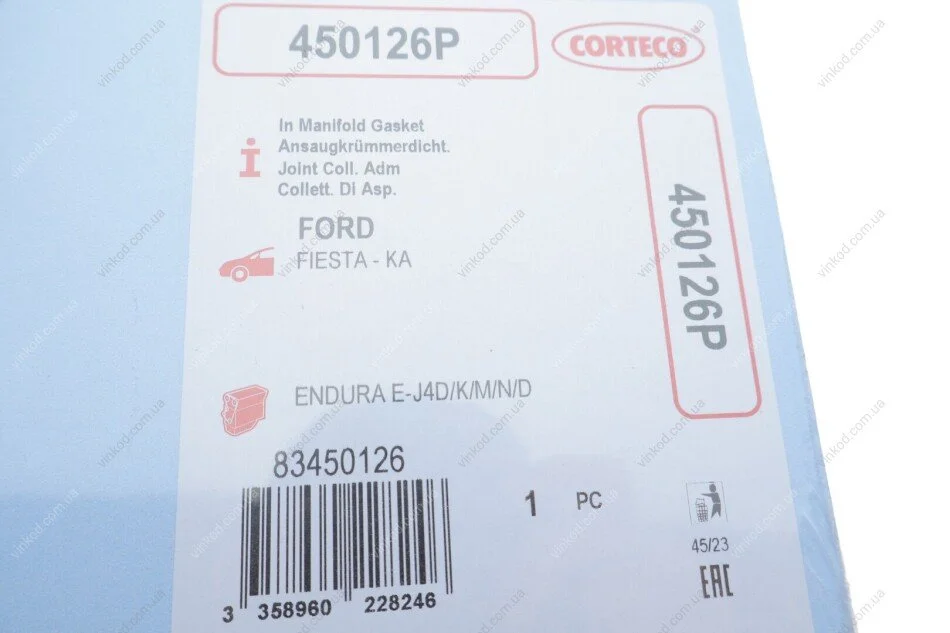 450126P
CORTECO
In Manifold Gasket
Ansaugkrümmerdicht.
Joint Coll. Adm
Collett. Di Asp.
450126P
FORD
FIESTA - KA
ENDURA E-J4D/K/M/N/D
83450126
1 PC
45/23
EAC
3 358960 228246
vinkod.com.ua